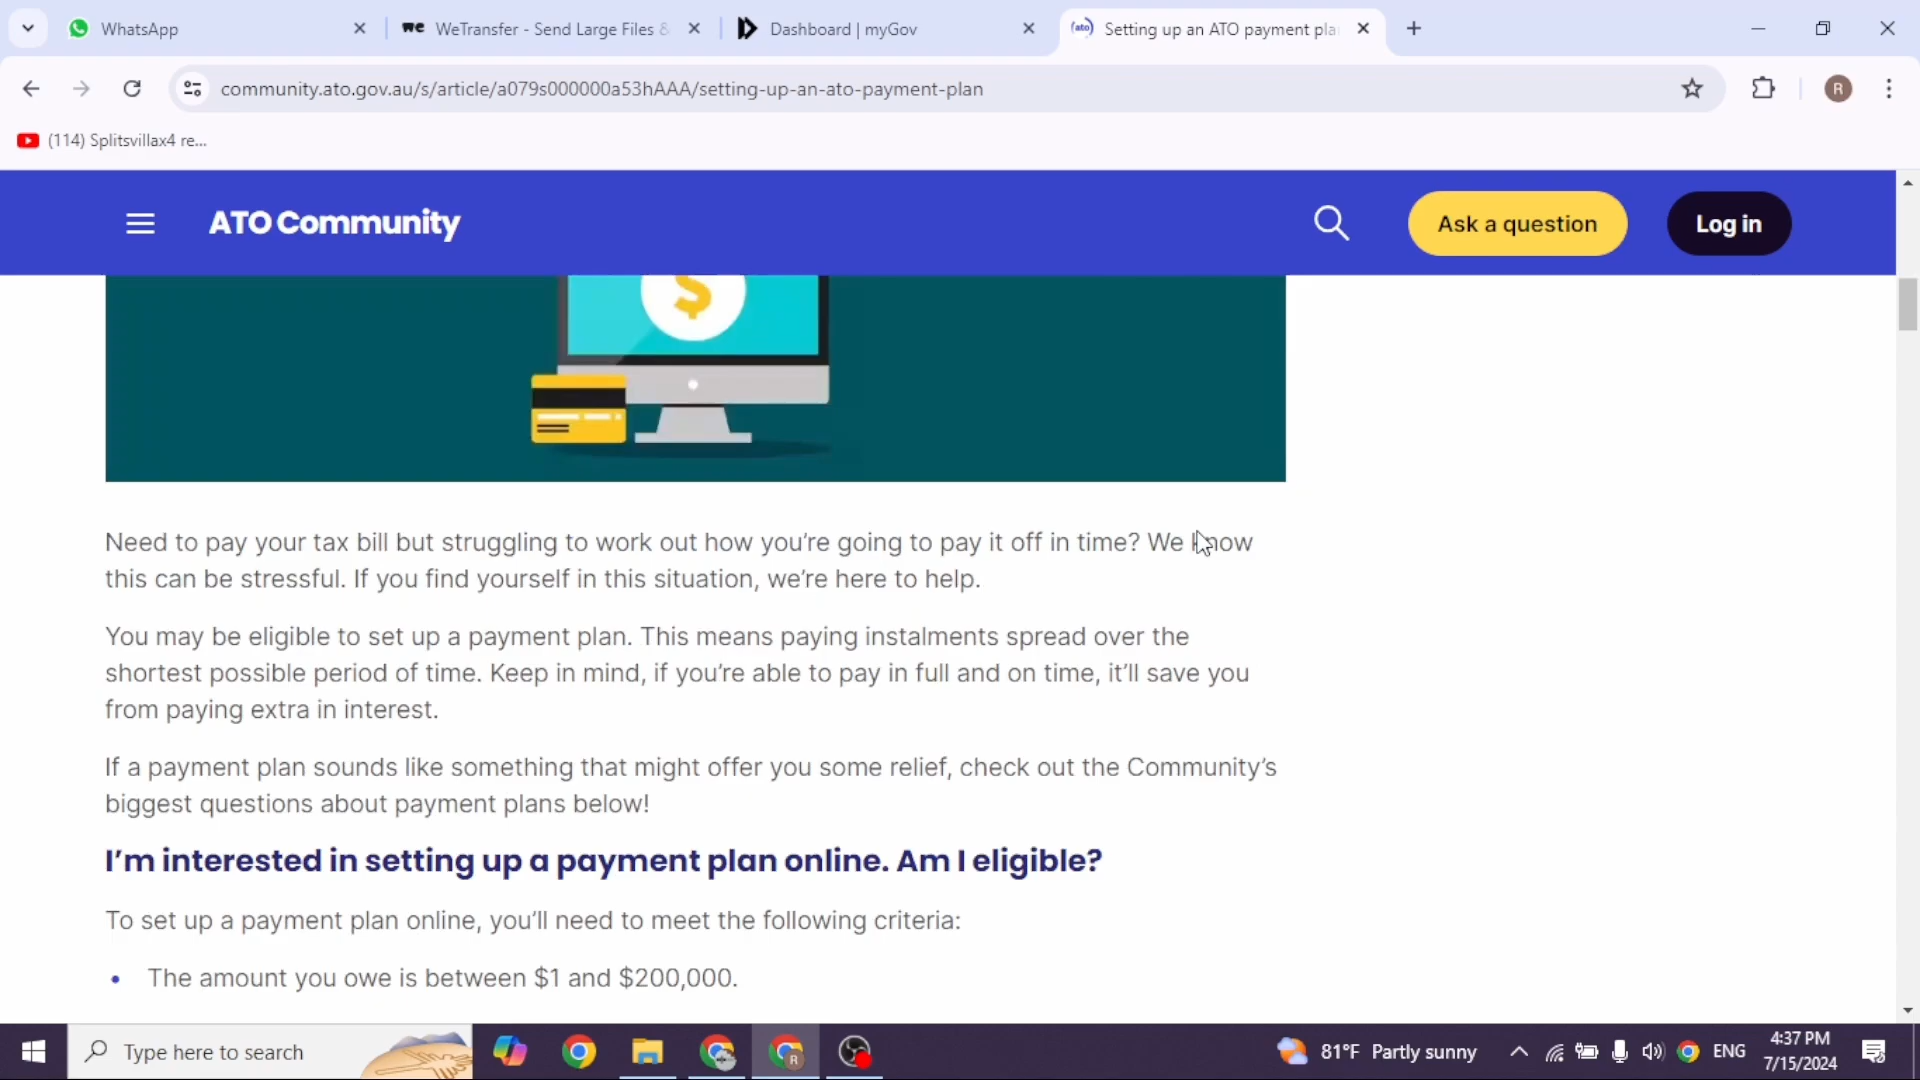 WhatsApp
we WeTransfer - Send Large Files &
Dashboard | myGov
(ato) Setting up an ATO payment pla
community.ato.gov.au/s/article/a079s000000a53hAAA/setting-up-an-ato-payment-plan
R
(114) Splitsvillax4 re...
ATO Community
Ask a question
Log in
$
Need to pay your tax bill but struggling to work out how you’re going to pay it off in time? We know
this can be stressful. If you find yourself in this situation, we’re here to help.
You may be eligible to set up a payment plan. This means paying instalments spread over the
shortest possible period of time. Keep in mind, if you’re able to pay in full and on time, it’ll save you
from paying extra in interest.
If a payment plan sounds like something that might offer you some relief, check out the Community’s
biggest questions about payment plans below!
I’m interested in setting up a payment plan online. Am I eligible?
To set up a payment plan online, you’ll need to meet the following criteria:
• The amount you owe is between $1 and $200,000.
Type here to search
R
81°F Partly sunny
ENG
4:37 PM
7/15/2024